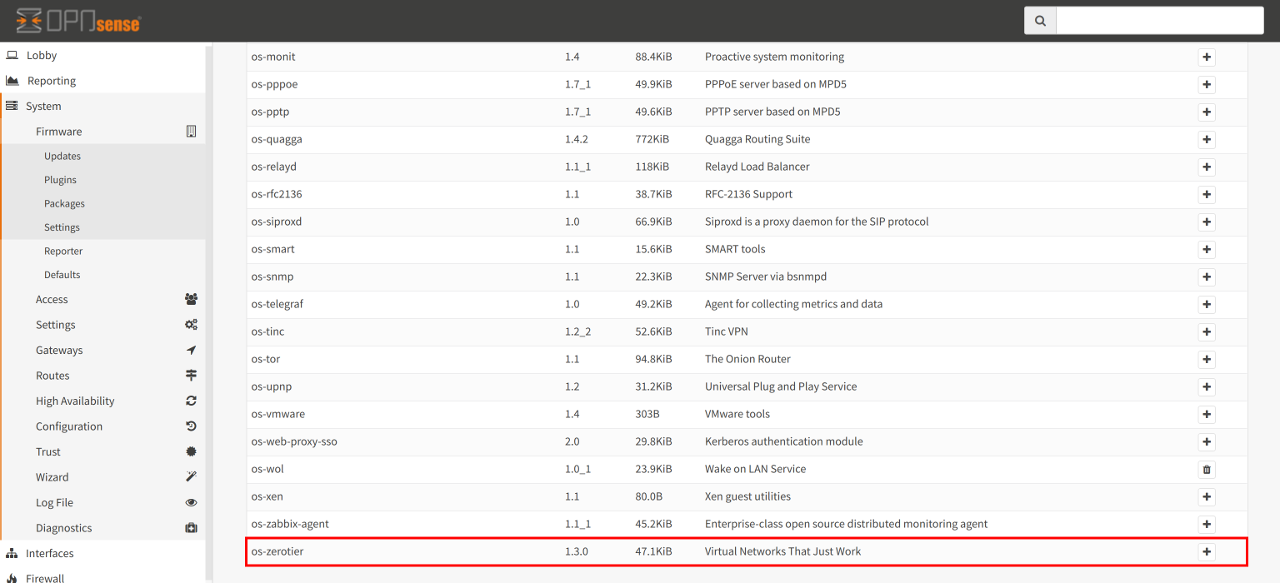 OPNsense
Lobby
Reporting
System
Firmware
Updates
Plugins
Packages
Settings
Reporter
Defaults
Access
Settings
Gateways
Routes
High Availability
Configuration
Trust
Wizard
Log File
Diagnostics
Interfaces
Firewall
os-monit 1.4 88.4KiB Proactive system monitoring
os-pppoe 1.7_1 49.9KiB PPPoE server based on MPD5
os-pptp 1.7_1 49.6KiB PPTP server based on MPD5
os-quagga 1.4.2 772KiB Quagga Routing Suite
os-relayd 1.1_1 118KiB Relayd Load Balancer
os-rfc2136 1.1 38.7KiB RFC-2136 Support
os-siproxd 1.0 66.9KiB Siproxd is a proxy daemon for the SIP protocol
os-smart 1.1 15.6KiB SMART tools
os-snmp 1.1 22.3KiB SNMP Server via bsnmpd
os-telegraf 1.0 49.2KiB Agent for collecting metrics and data
os-tinc 1.2_2 52.6KiB Tinc VPN
os-tor 1.1 94.8KiB The Onion Router
os-upnp 1.2 31.2KiB Universal Plug and Play Service
os-vmware 1.4 303B VMware tools
os-web-proxy-sso 2.0 29.8KiB Kerberos authentication module
os-wol 1.0_1 23.9KiB Wake on LAN Service
os-xen 1.1 80.0B Xen guest utilities
os-zabbix-agent 1.1_1 45.2KiB Enterprise-class open source distributed monitoring agent
os-zerotier 1.3.0 47.1KiB Virtual Networks That Just Work